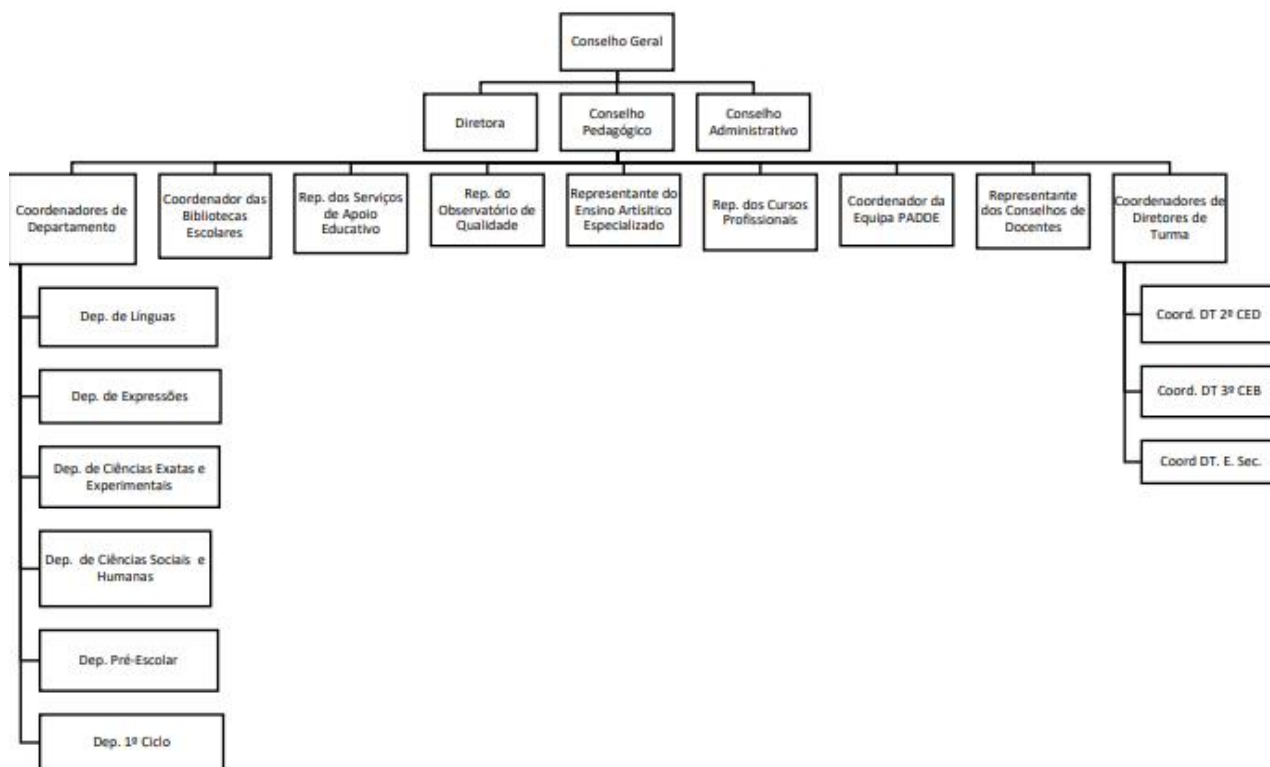 Conselho Geral
Diretora
Conselho
Pedagógico
Conselho
Administrativo
Coordenadores de
Departamento
Coordenador das
Bibliotecas
Escolares
Rep. dos Serviços
de Apoio
Educativo
Rep. do
Observatório de
Qualidade
Representante do
Ensino Artísitico
Especializado
Rep. dos Cursos
Profissionais
Coordenador da
Equipa PADDE
Representante
dos Conselhos de
Docentes
Coordenadores de
Diretores de
Turma
Dep. de Línguas
Dep. de Expressões
Dep. de Ciências Exatas e
Experimentais
Dep. de Ciências Sociais e
Humanas
Dep. Pré-Escolar
Dep. 1º Ciclo
Coord. DT 2º CED
Coord. DT 3º CEB
Coord DT. E. Sec.